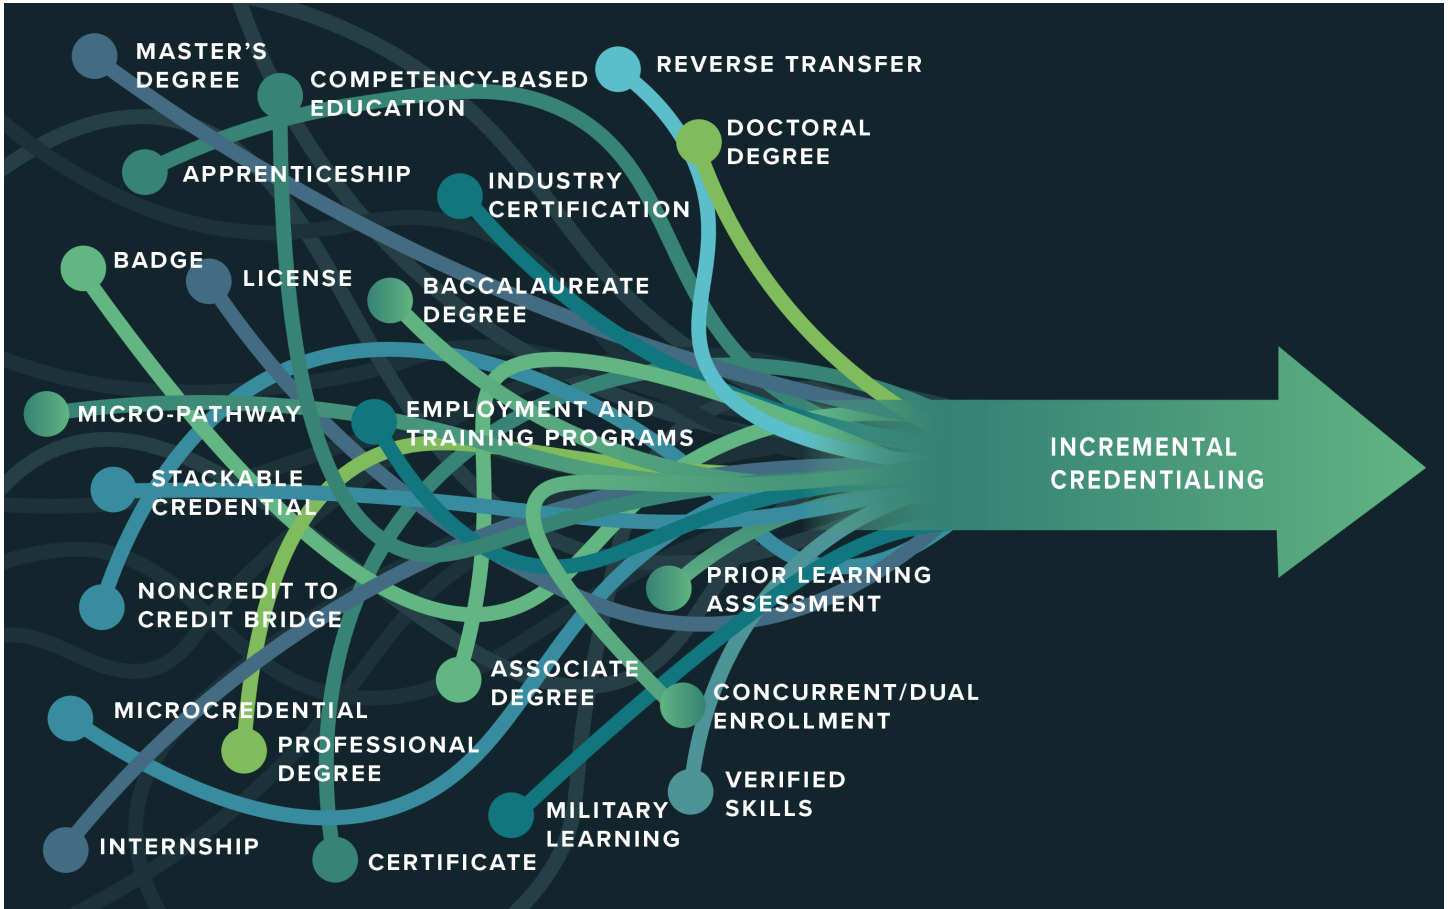 MASTER'S
DEGREE
COMPETENCY-BASED
EDUCATION
REVERSE TRANSFER
DOCTORAL
DEGREE
APPRENTICESHIP
INDUSTRY
CERTIFICATION
BADGE
LICENSE
BACCALAUREATE
DEGREE
MICRO-PATHWAY
EMPLOYMENT AND
TRAINING PROGRAMS
INCREMENTAL
CREDENTIALING
STACKABLE
CREDENTIAL
NONCREDIT TO
CREDIT BRIDGE
PRIOR LEARNING
ASSESSMENT
ASSOCIATE
DEGREE
CONCURRENT/DUAL
ENROLLMENT
MICROCREDENTIAL
PROFESSIONAL
DEGREE
VERIFIED
SKILLS
MILITARY
LEARNING
INTERNSHIP
CERTIFICATE